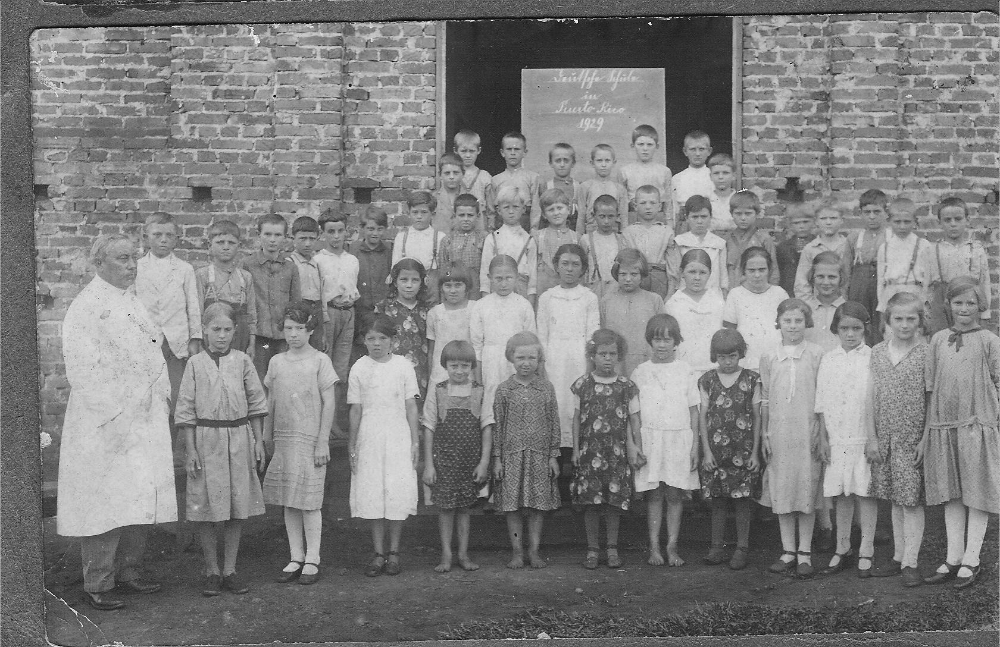 Deutsche Schule
in
Puerto Rico
1929